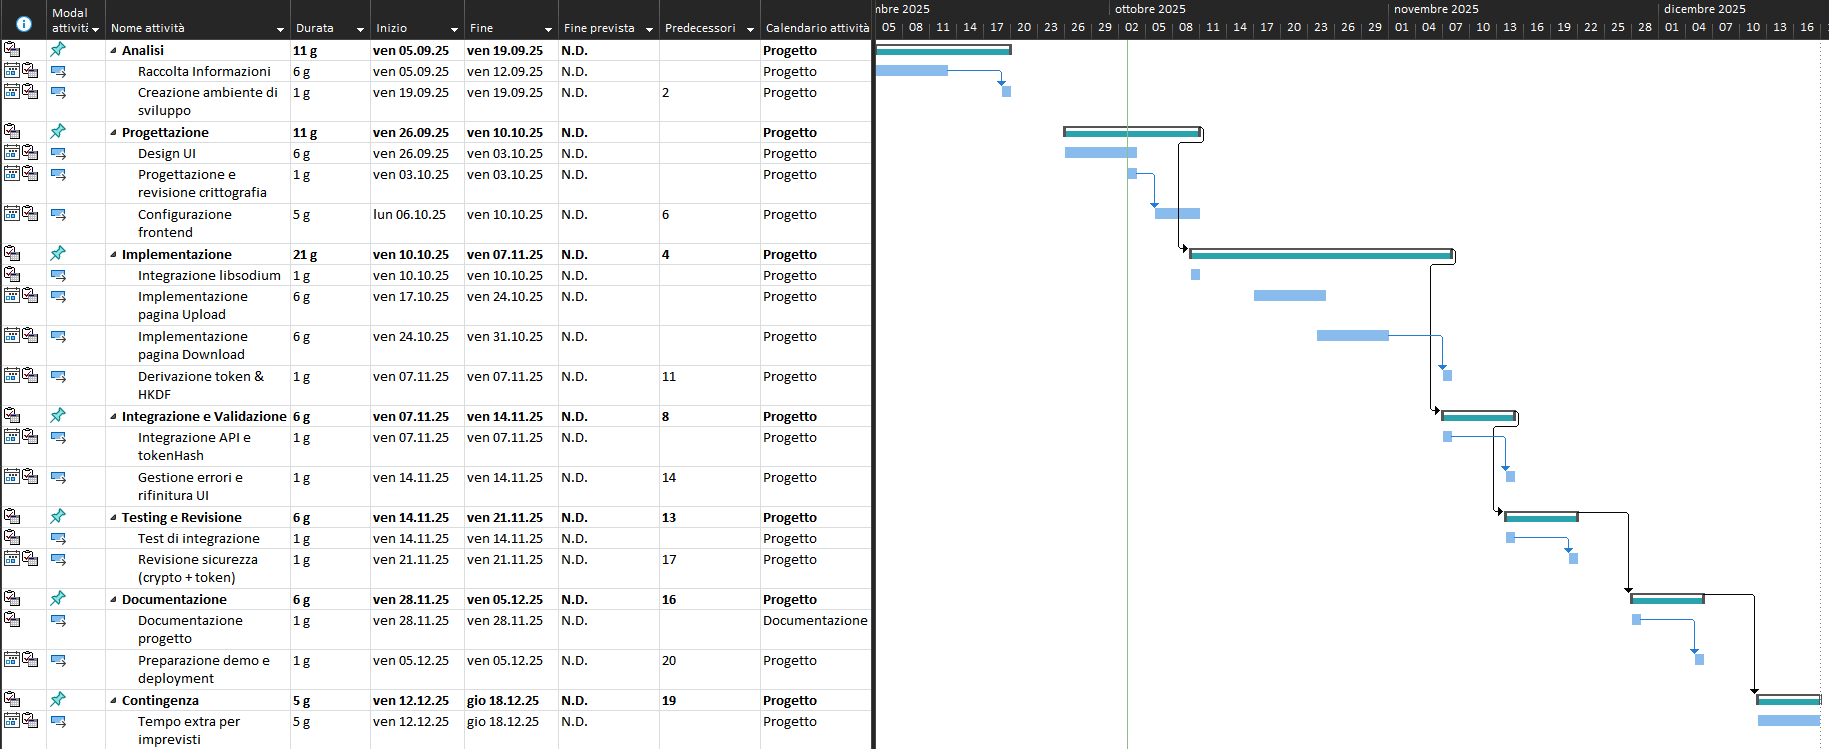 Modal
attività
Nome attività
Durata
Inizio
Fine
Fine prevista
Predecessori
Calendario attività
mbre 2025
ottobre 2025
novembre 2025
dicembre 2025
05 08 11 14 17 20 23 26 29 02 05 08 11 14 17 20 23 26 29 01 04 07 10 13 16 19 22 25 28 01 04 07 10 13 16
Analisi 11 g ven 05.09.25 ven 19.09.25 N.D. Progetto
Raccolta Informazioni 6 g ven 05.09.25 ven 12.09.25 N.D. Progetto
Creazione ambiente di 1 g ven 19.09.25 ven 19.09.25 N.D. 2 Progetto
sviluppo
Progettazione 11 g ven 26.09.25 ven 10.10.25 N.D. Progetto
Design UI 6 g ven 26.09.25 ven 03.10.25 N.D. Progetto
Progettazione e 1 g ven 03.10.25 ven 03.10.25 N.D. Progetto
revisione crittografia
Configurazione 5 g lun 06.10.25 ven 10.10.25 N.D. 6 Progetto
frontend
Implementazione 21 g ven 10.10.25 ven 07.11.25 N.D. 4 Progetto
Integrazione libsodium 1 g ven 10.10.25 ven 10.10.25 N.D. Progetto
Implementazione 6 g ven 17.10.25 ven 24.10.25 N.D. Progetto
pagina Upload
Implementazione 6 g ven 24.10.25 ven 31.10.25 N.D. Progetto
pagina Download
Derivazione token & 1 g ven 07.11.25 ven 07.11.25 N.D. 11 Progetto
HKDF
Integrazione e Validazione 6 g ven 07.11.25 ven 14.11.25 N.D. 8 Progetto
Integrazione API e 1 g ven 07.11.25 ven 07.11.25 N.D. Progetto
tokenHash
Gestione errori e 1 g ven 14.11.25 ven 14.11.25 N.D. 14 Progetto
rifinitura UI
Testing e Revisione 6 g ven 14.11.25 ven 21.11.25 N.D. 13 Progetto
Test di integrazione 1 g ven 14.11.25 ven 14.11.25 N.D. Progetto
Revisione sicurezza 1 g ven 21.11.25 ven 21.11.25 N.D. 17 Progetto
(crypto + token)
Documentazione 6 g ven 28.11.25 ven 05.12.25 N.D. 16 Progetto
Documentazione 1 g ven 28.11.25 ven 28.11.25 N.D. Documentazione
progetto
Preparazione demo e 1 g ven 05.12.25 ven 05.12.25 N.D. 20 Progetto
deployment
Contingenza 5 g ven 12.12.25 gio 18.12.25 N.D. 19 Progetto
Tempo extra per 5 g ven 12.12.25 gio 18.12.25 N.D. Progetto
imprevisti